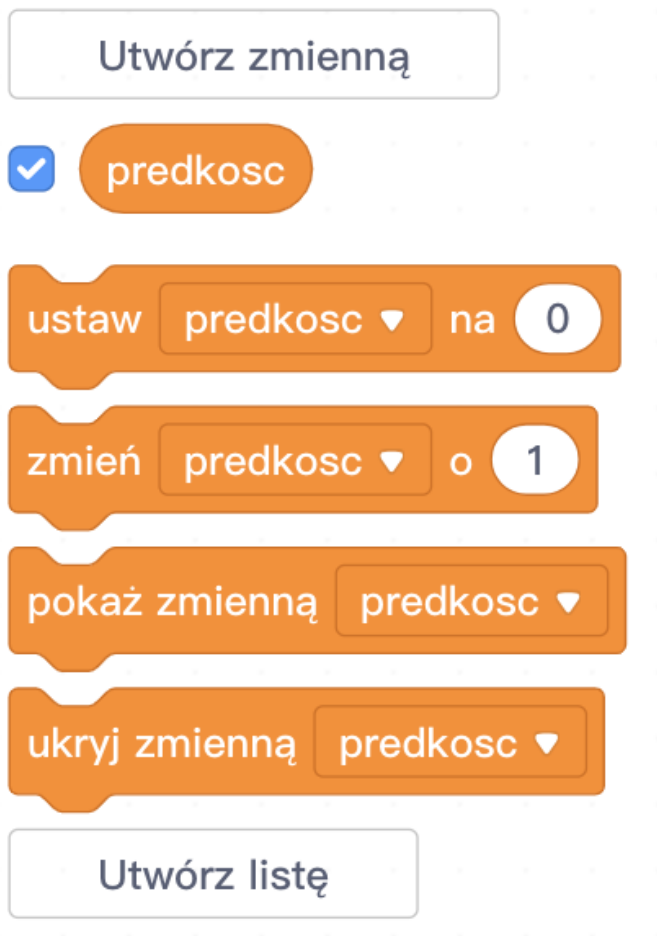 Utwórz zmienną
predkosc
ustaw predkosc na 0
zmień predkosc o 1
pokaż zmienną predkosc
ukryj zmienną predkosc
Utwórz listę